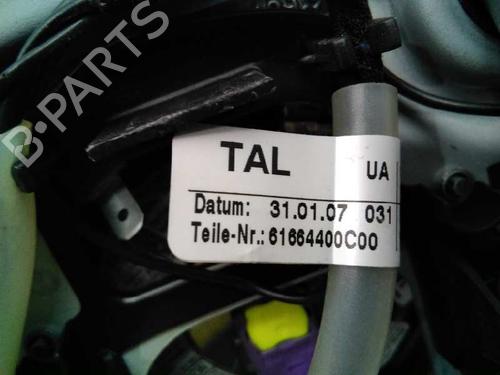 B-PARTS
TAL UA
Datum: 31.01.07 031
Teile-Nr.: 61664400C00